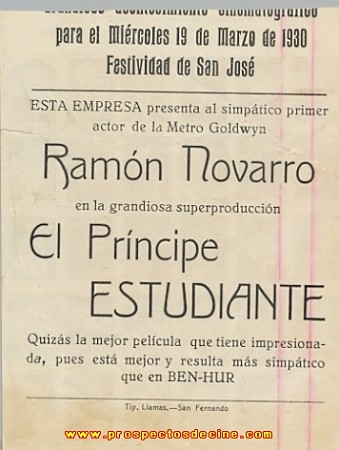 Grandioso acontecimiento cinematográfico
para el Miércoles 19 de Marzo de 1930
Festividad de San José
ESTA EMPRESA presenta al simpático primer
actor de la Metro Goldwyn
Ramón Novarro
en la grandiosa superproducción
El Príncipe
ESTUDIANTE
Quizás la mejor película que tiene impresiona-
da, pues está mejor y resulta más simpático
que en BEN-HUR
Tip. Llamas.—San Fernando
www.prospectosdecine.com